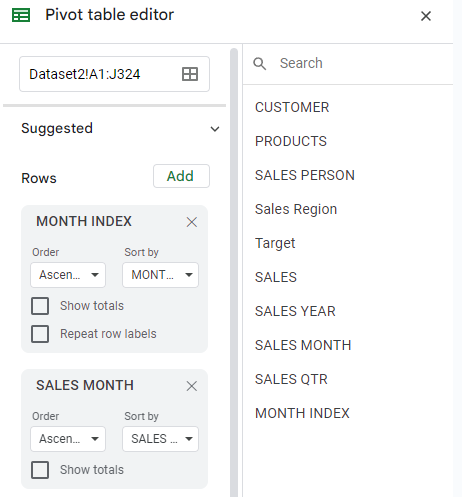 Pivot table editor
Dataset2!A1:J324
Suggested
Rows
Add
MONTH INDEX
Order
Sort by
Ascen...
MONT...
Show totals
Repeat row labels
SALES MONTH
Order
Sort by
Ascen...
SALES ...
Show totals
Search
CUSTOMER
PRODUCTS
SALES PERSON
Sales Region
Target
SALES
SALES YEAR
SALES MONTH
SALES QTR
MONTH INDEX